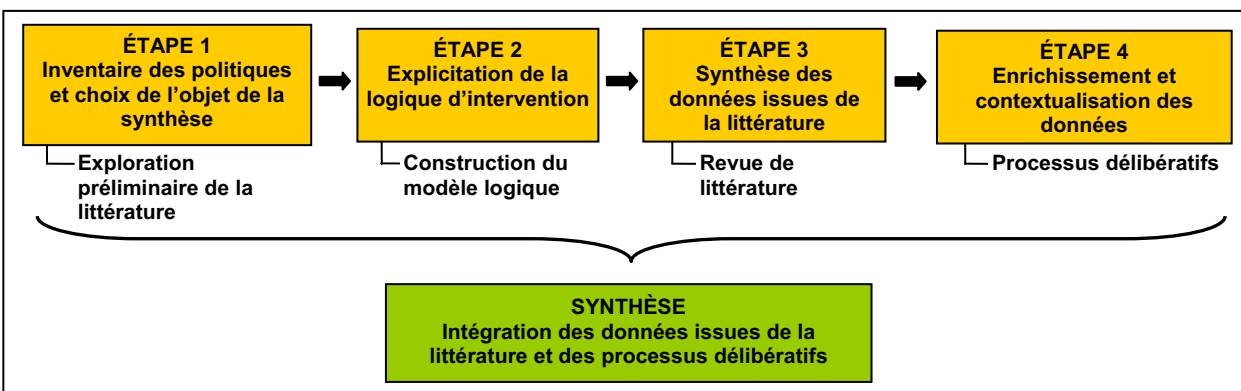 ÉTAPE 1
Inventaire des politiques
et choix de l'objet de la
synthèse
Exploration
préliminaire de la
littérature
ÉTAPE 2
Explicitation de la
logique d'intervention
Construction du
modèle logique
ÉTAPE 3
Synthèse des
données issues de
la littérature
Revue de
littérature
ÉTAPE 4
Enrichissement et
contextualisation des
données
Processus délibératifs
SYNTHÈSE
Intégration des données issues de la
littérature et des processus délibératifs